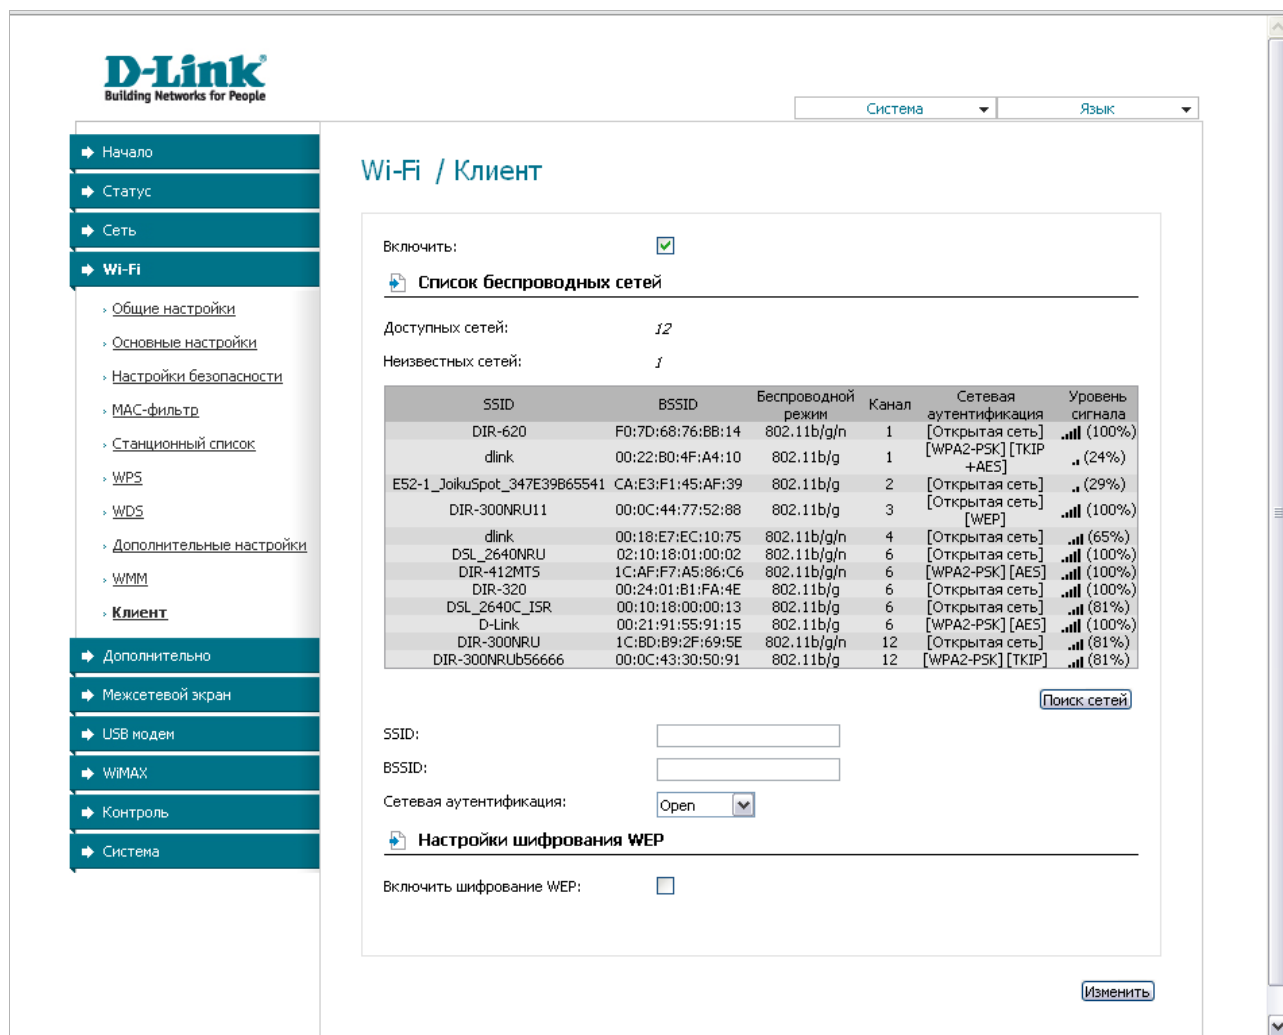 D-Link
Building Networks for People
Система
Язык
Начало
Статус
Сеть
Wi-Fi
Общие настройки
Основные настройки
Настройки безопасности
MAC-фильтр
Станционный список
WPS
WDS
Дополнительные настройки
WMM
Клиент
Дополнительно
Межсетевой экран
USB модем
WiMAX
Контроль
Система
Wi-Fi / Клиент
Включить:
Список беспроводных сетей
Доступных сетей: 12
Неизвестных сетей: 1
SSID BSSID Беспроводной режим Канал Сетевая аутентификация Уровень сигнала
DIR-620 F0:7D:68:76:BB:14 802.11b/g/n 1 [Открытая сеть] (100%)
dlink 00:22:B0:4F:A4:10 802.11b/g 1 [WPA2-PSK] [TKIP +AES] (24%)
E52-1_JoikuSpot_347E39B65541 CA:E3:F1:45:AF:39 802.11b/g 2 [Открытая сеть] (29%)
DIR-300NRU11 00:0C:44:77:52:88 802.11b/g 3 [Открытая сеть] [WEP] (100%)
dlink 00:18:E7:EC:10:75 802.11b/g/n 4 [Открытая сеть] (65%)
DSL_2640NRU 02:10:18:01:00:02 802.11b/g/n 6 [Открытая сеть] (100%)
DIR-412MTS 1C:AF:F7:A5:86:C6 802.11b/g/n 6 [WPA2-PSK] [AES] (100%)
DIR-320 00:24:01:B1:FA:4E 802.11b/g 6 [Открытая сеть] (100%)
DSL_2640C_ISR 00:10:18:00:00:13 802.11b/g 6 [Открытая сеть] (81%)
D-Link 00:21:91:55:91:15 802.11b/g 6 [WPA2-PSK] [AES] (100%)
DIR-300NRU 1C:BD:B9:2F:69:5E 802.11b/g/n 12 [Открытая сеть] (81%)
DIR-300NRUb56666 00:0C:43:30:50:91 802.11b/g 12 [WPA2-PSK] [TKIP] (81%)
Поиск сетей
SSID:
BSSID:
Сетевая аутентификация: Open
Настройки шифрования WEP
Включить шифрование WEP:
Изменить